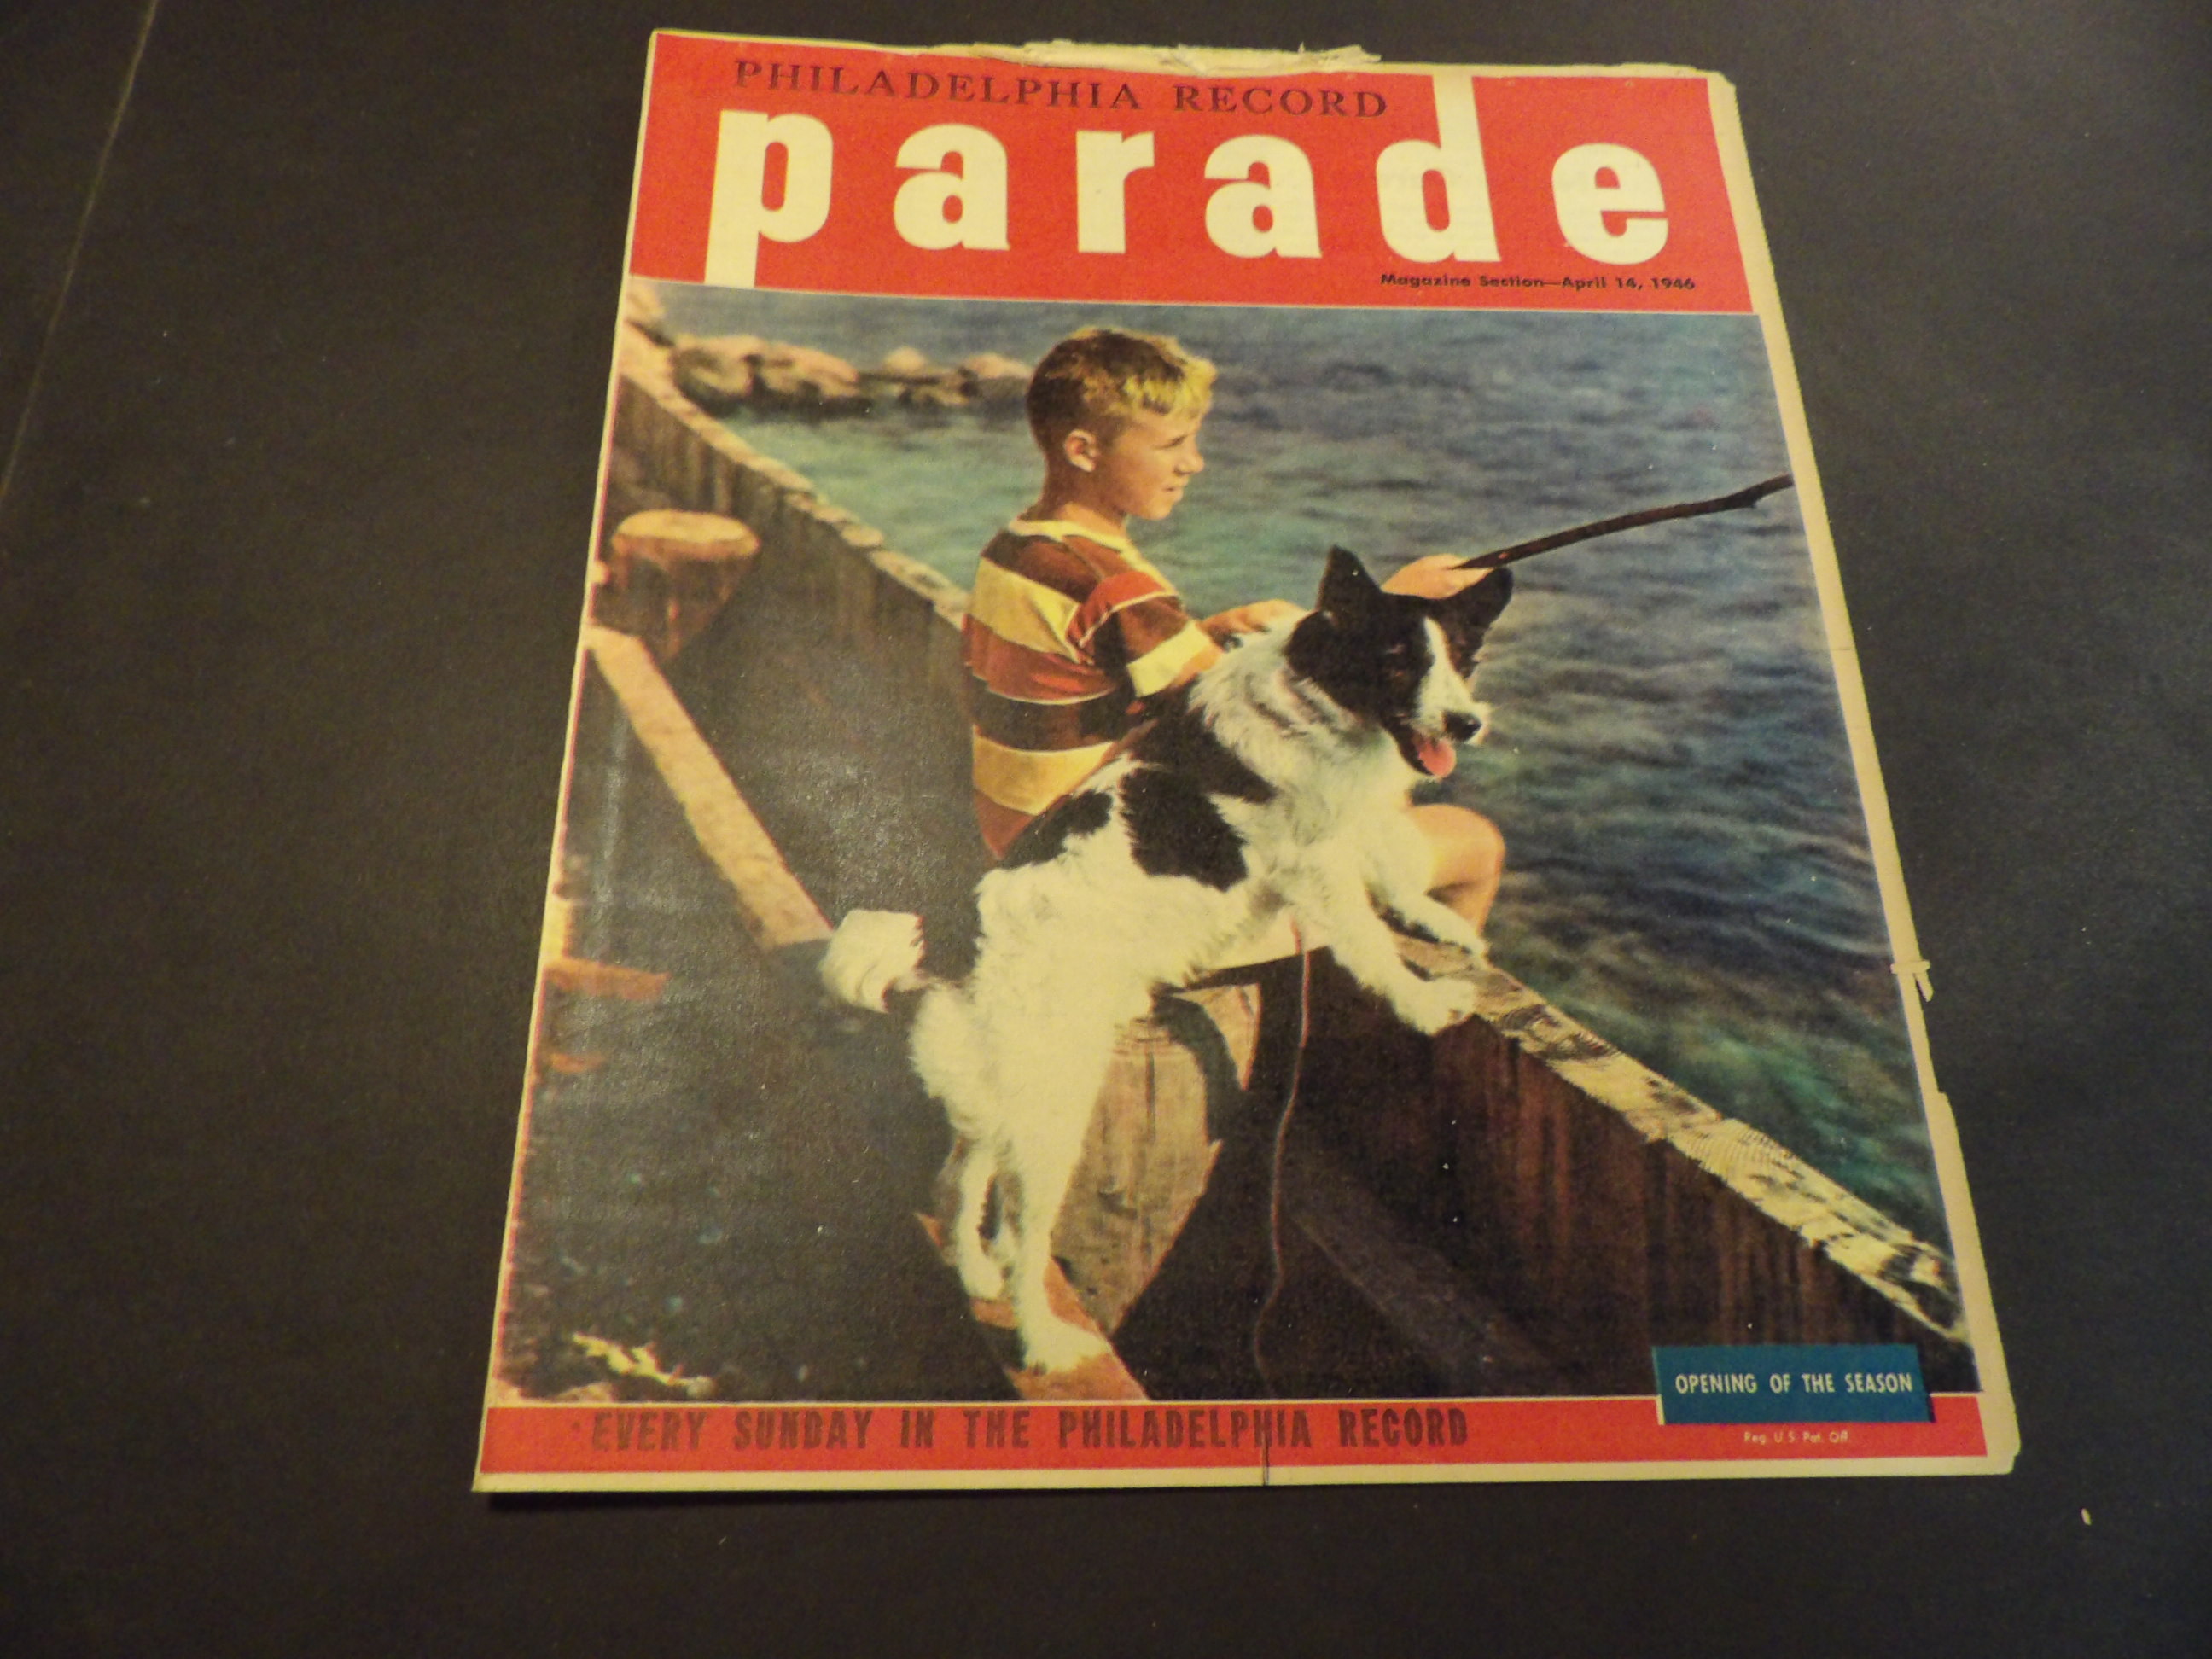 PHILADELPHIA RECORD
parade
Magazine Section—April 14, 1946
OPENING OF THE SEASON
EVERY SUNDAY IN THE PHILADELPHIA RECORD
Reg. U.S. Pat. Off.